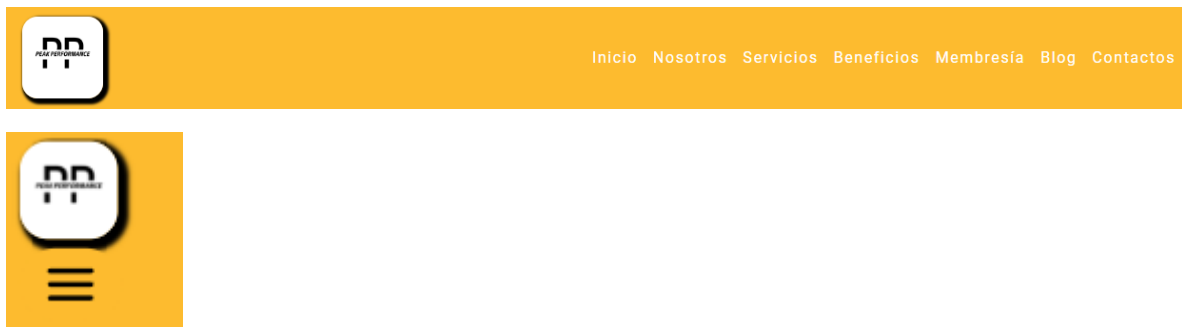 PP
PEAK PERFORMANCE
Inicio Nosotros Servicios Beneficios Membresía Blog Contactos
PP
PEAK PERFORMANCE